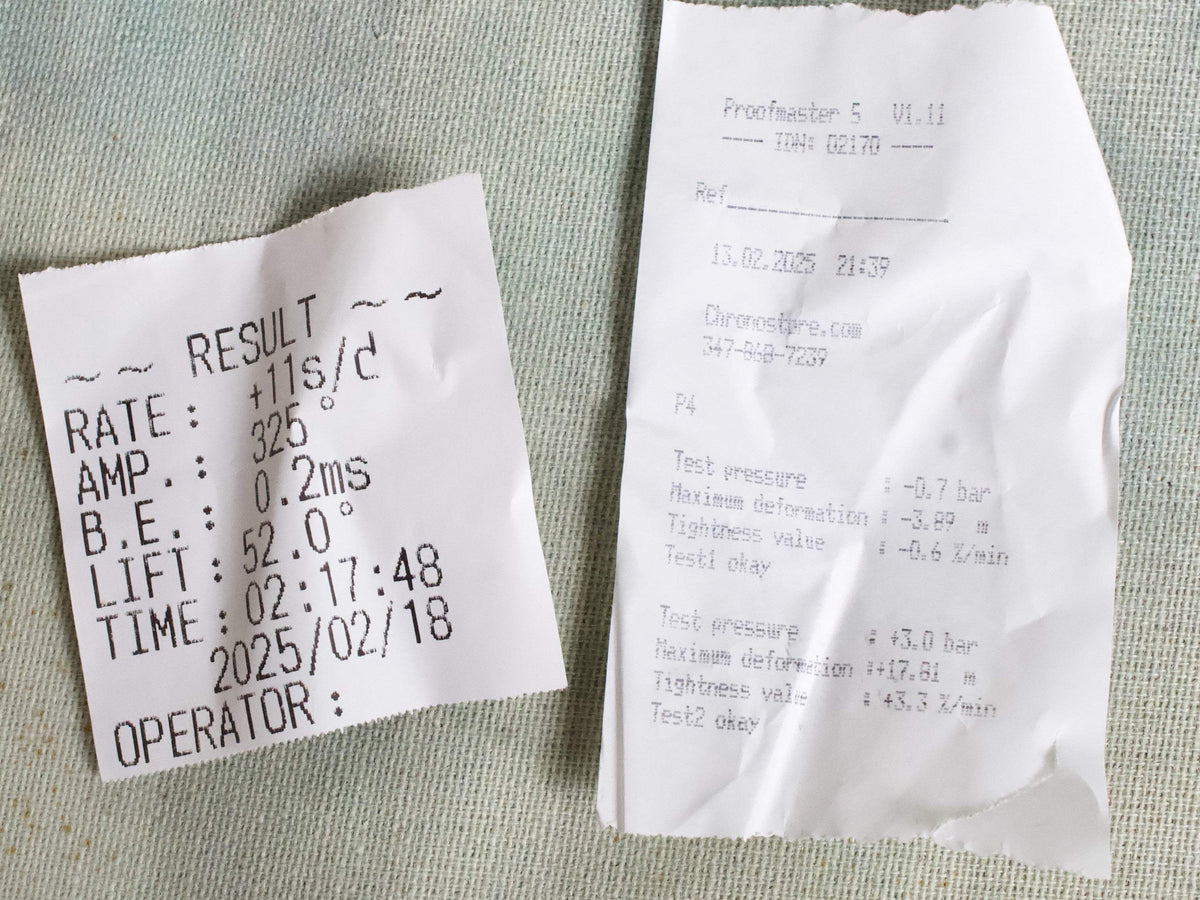 ~ ~ RESULT ~ ~
RATE: +11s/d
AMP.: 325°
B.E.: 0.2ms
LIFT: 52.0°
TIME: 02:17:48
2025/02/18
OPERATOR:
Proofmaster 5 V1.11
---- IDN: 02170 ----
Ref____________________
13.02.2025 21:39
Chronostore.com
347-868-7239
P4
Test pressure : -0.7 bar
Maximum deformation : -3.89 m
Tightness value : -0.6 %/min
Test1 okay
Test pressure : +3.0 bar
Maximum deformation :+17.81 m
Tightness value : +3.3 %/min
Test2 okay